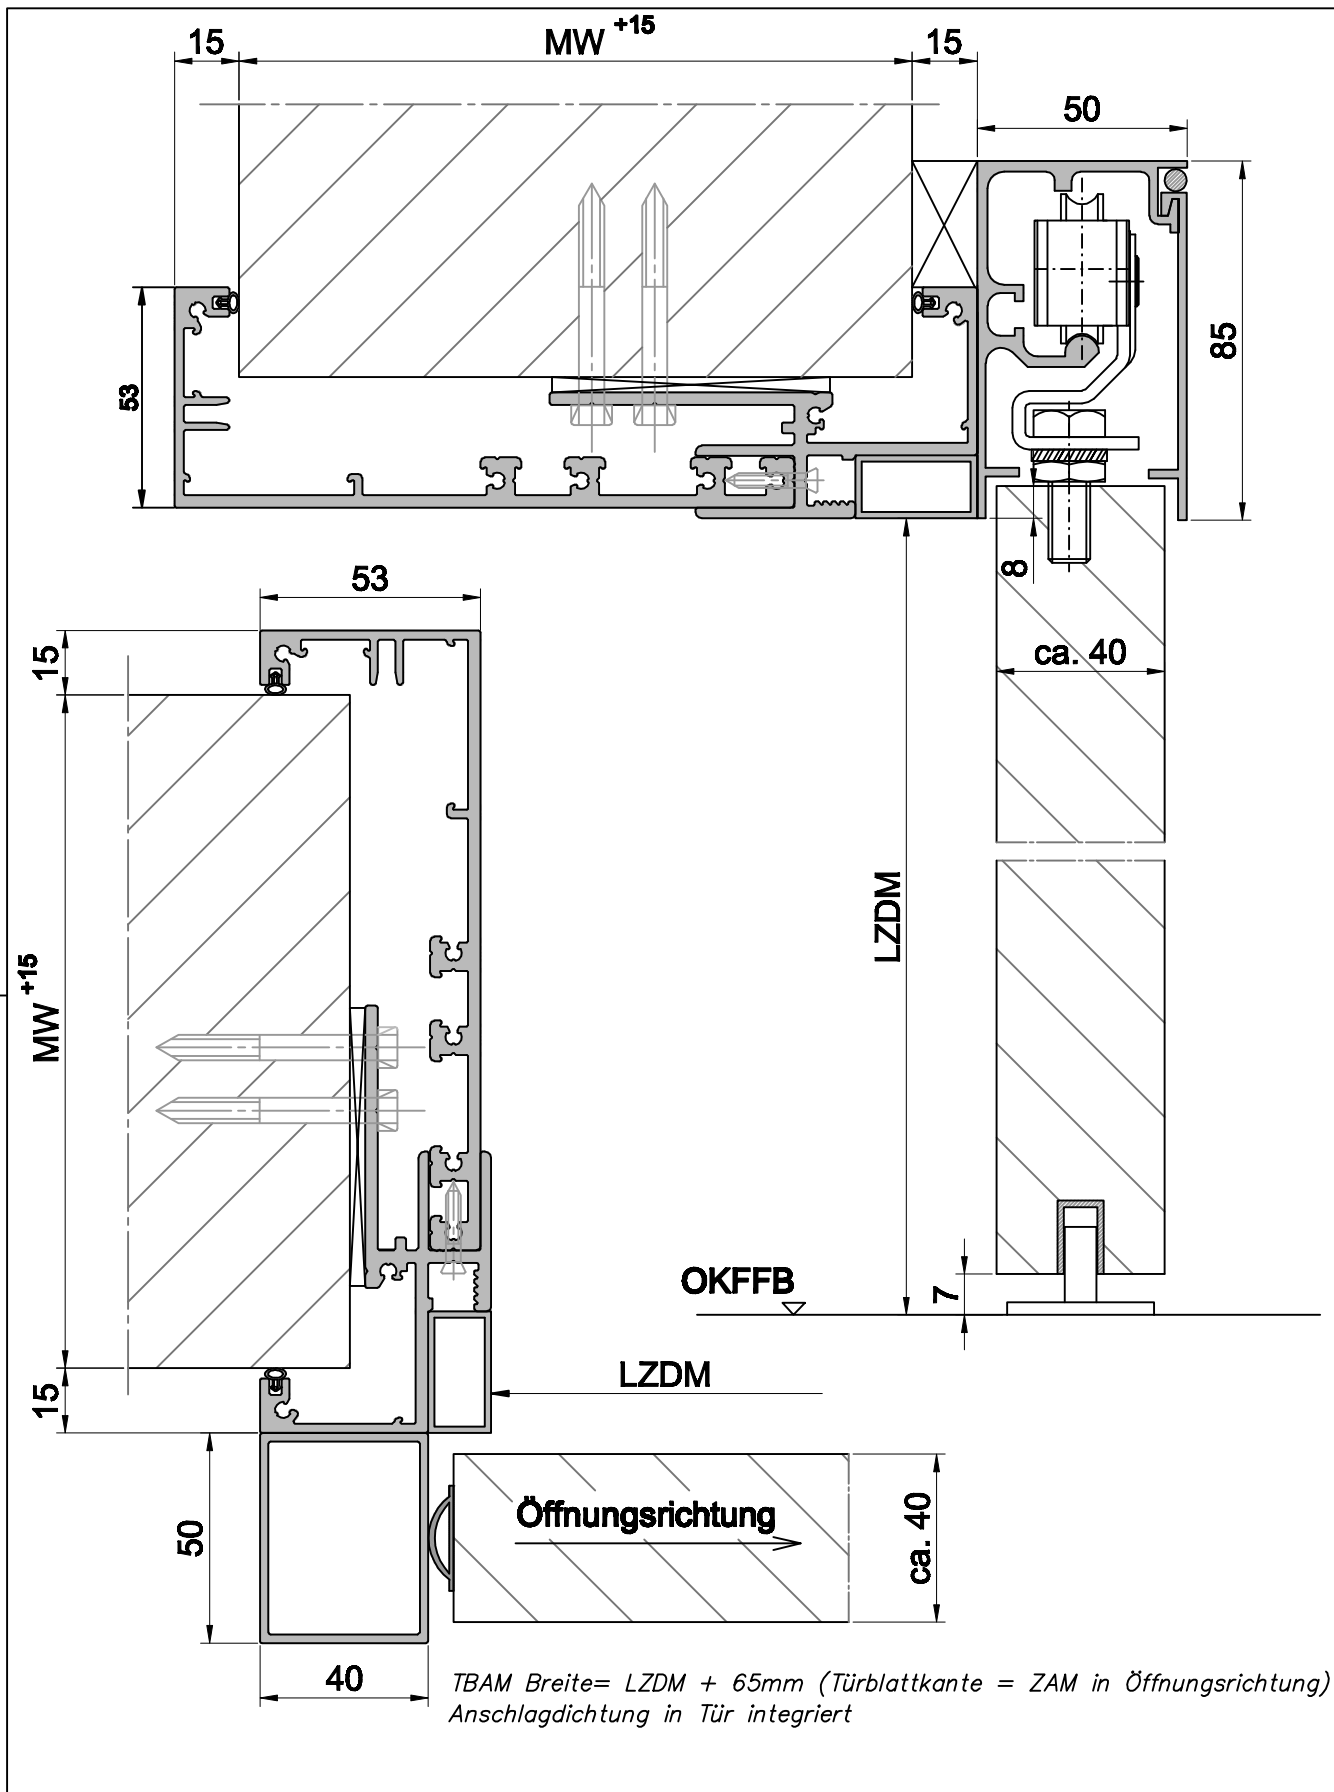 15
MW +15
15
50
53
85
8
53
15
ca. 40
LZDM
MW +15
OKFFB
7
LZDM
15
50
Öffnungsrichtung
ca. 40
40
TBAM Breite= LZDM + 65mm (Türblattkante = ZAM in Öffnungsrichtung)
Anschlagdichtung in Tür integriert